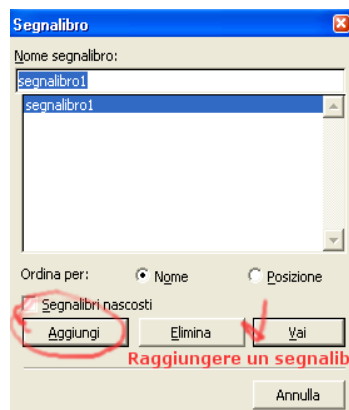 Segnalibro
Nome segnalibro:
segnalibro1
segnalibro1
Ordina per: Nome Posizione
Segnalibri nascosti
Aggiungi Elimina Vai
Raggiungere un segnalib
Annulla